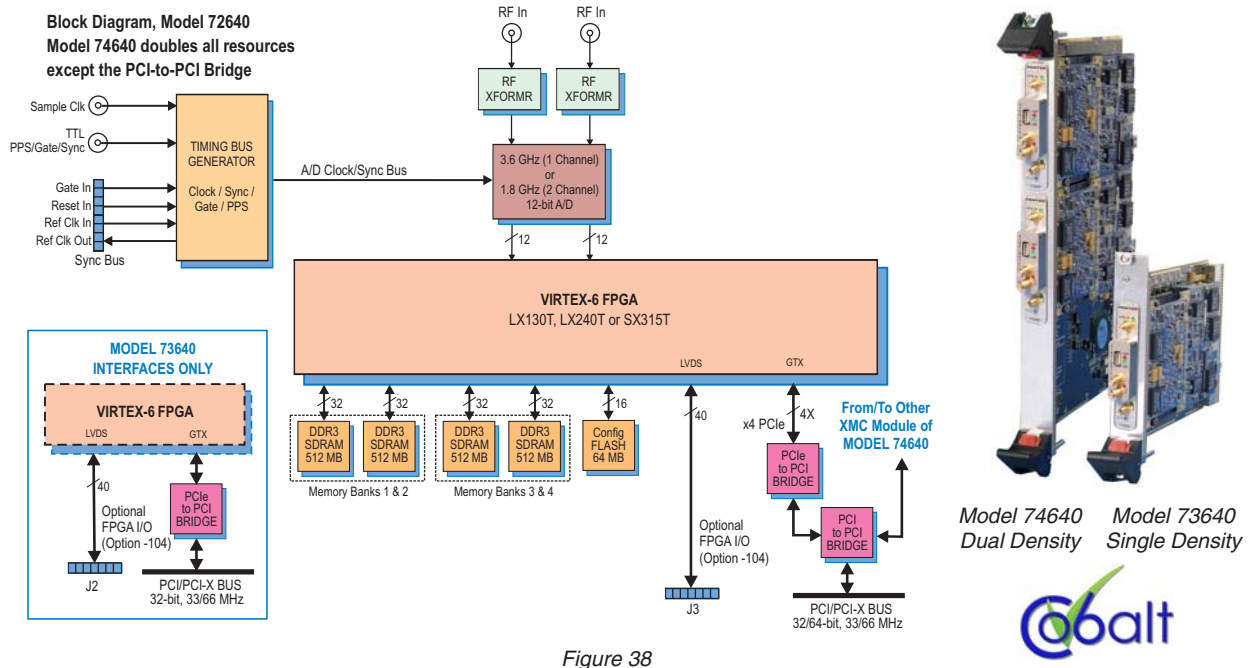 Block Diagram, Model 72640
Model 74640 doubles all resources
except the PCI-to-PCI Bridge
RF In
RF In
Sample Clk
TTL
PPS/Gate/Sync
Gate In
Reset In
Ref Clk In
Ref Clk Out
Sync Bus
TIMING BUS
GENERATOR
Clock / Sync /
Gate / PPS
A/D Clock/Sync Bus
RF
XFORMR
RF
XFORMR
3.6 GHz (1 Channel)
or
1.8 GHz (2 Channel)
12-bit A/D
12
12
VIRTEX-6 FPGA
LX130T, LX240T or SX315T
LVDS
GTX
32
32
32
32
16
40
4X
x4 PCIe
DDR3
SDRAM
512 MB
DDR3
SDRAM
512 MB
Memory Banks 1 & 2
DDR3
SDRAM
512 MB
DDR3
SDRAM
512 MB
Memory Banks 3 & 4
Config
FLASH
64 MB
Optional
FPGA I/O
(Option -104)
J3
PCIe
to PCI
BRIDGE
PCI
to PCI
BRIDGE
From/To Other
XMC Module of
MODEL 74640
PCI/PCI-X BUS
32/64-bit, 33/66 MHz
MODEL 73640
INTERFACES ONLY
VIRTEX-6 FPGA
LVDS
GTX
40
PCIe
to PCI
BRIDGE
Optional
FPGA I/O
(Option -104)
J2
PCI/PCI-X BUS
32-bit, 33/66 MHz
Model 74640
Dual Density
Model 73640
Single Density
Cobalt
Figure 38